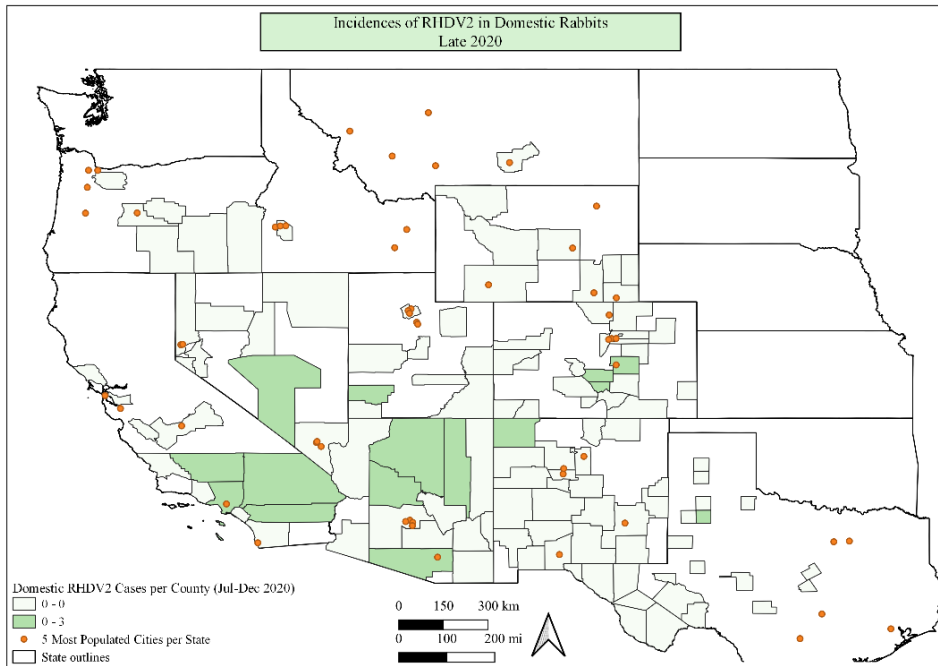 Incidences of RHDV2 in Domestic Rabbits
Late 2020
Domestic RHDV2 Cases per County (Jul-Dec 2020)
0 - 0
0 - 3
5 Most Populated Cities per State
State outlines
0 150 300 km
0 100 200 mi